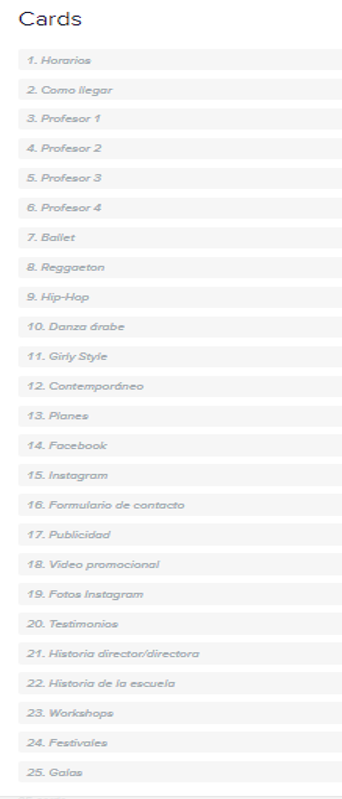 Cards
1. Horarios
2. Como llegar
3. Profesor 1
4. Profesor 2
5. Profesor 3
6. Profesor 4
7. Ballet
8. Reggaeton
9. Hip-Hop
10. Danza árabe
11. Girly Style
12. Contemporáneo
13. Planes
14. Facebook
15. Instagram
16. Formulario de contacto
17. Publicidad
18. Video promocional
19. Fotos Instagram
20. Testimonios
21. Historia director/directora
22. Historia de la escuela
23. Workshops
24. Festivales
25. Galas